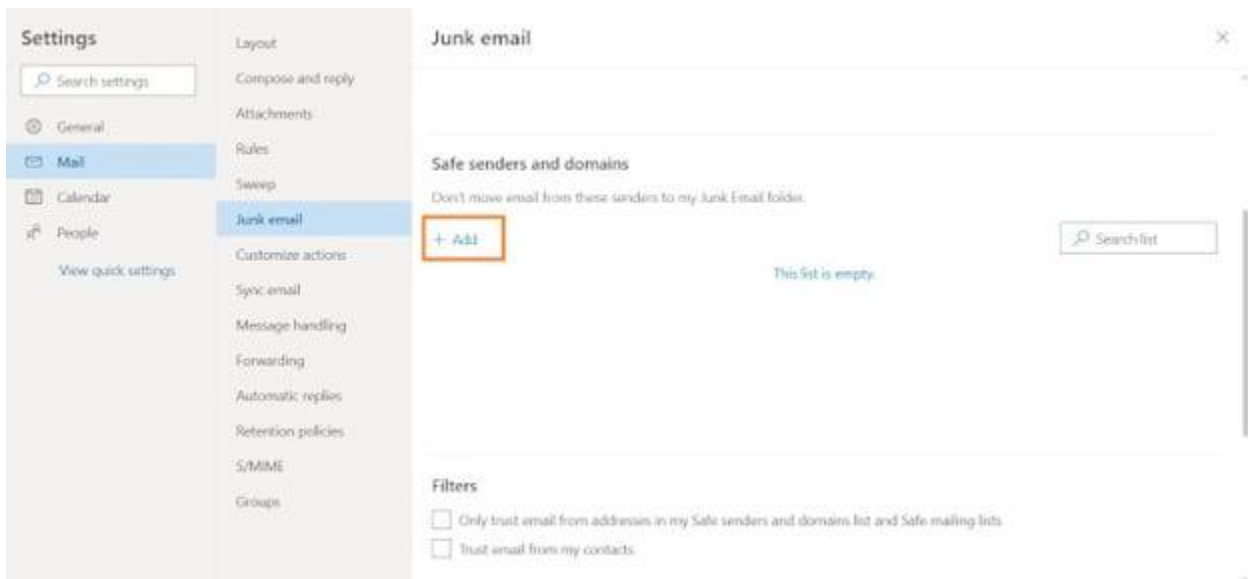 Settings
Search settings
General
Mail
Calendar
People
View quick settings
Layout
Compose and reply
Attachments
Rules
Sweep
Junk email
Customize actions
Sync email
Message handling
Forwarding
Automatic replies
Retention policies
S/MIME
Groups
Junk email
Safe senders and domains
Don't move email from these senders to my Junk Email folder.
+ Add
Search list
This list is empty.
Filters
Only trust email from addresses in my Safe senders and domains list and Safe mailing lists
Trust email from my contacts